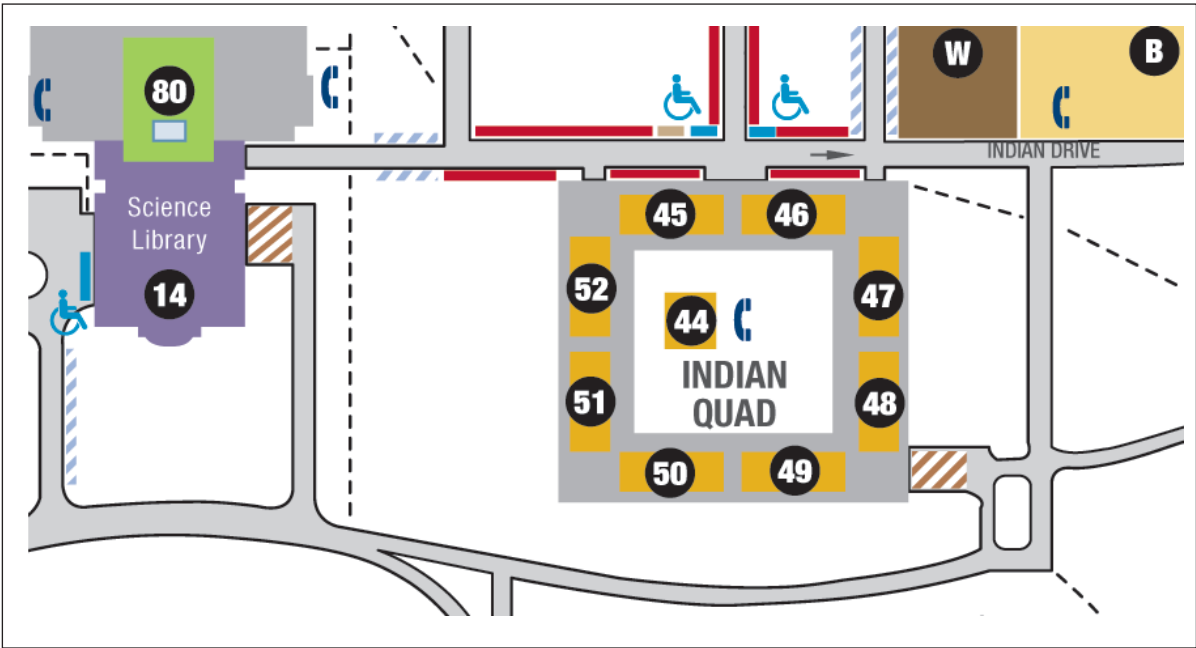 80
W
B
INDIAN DRIVE
Science
Library
14
45
46
52
47
44
INDIAN
QUAD
51
48
50
49